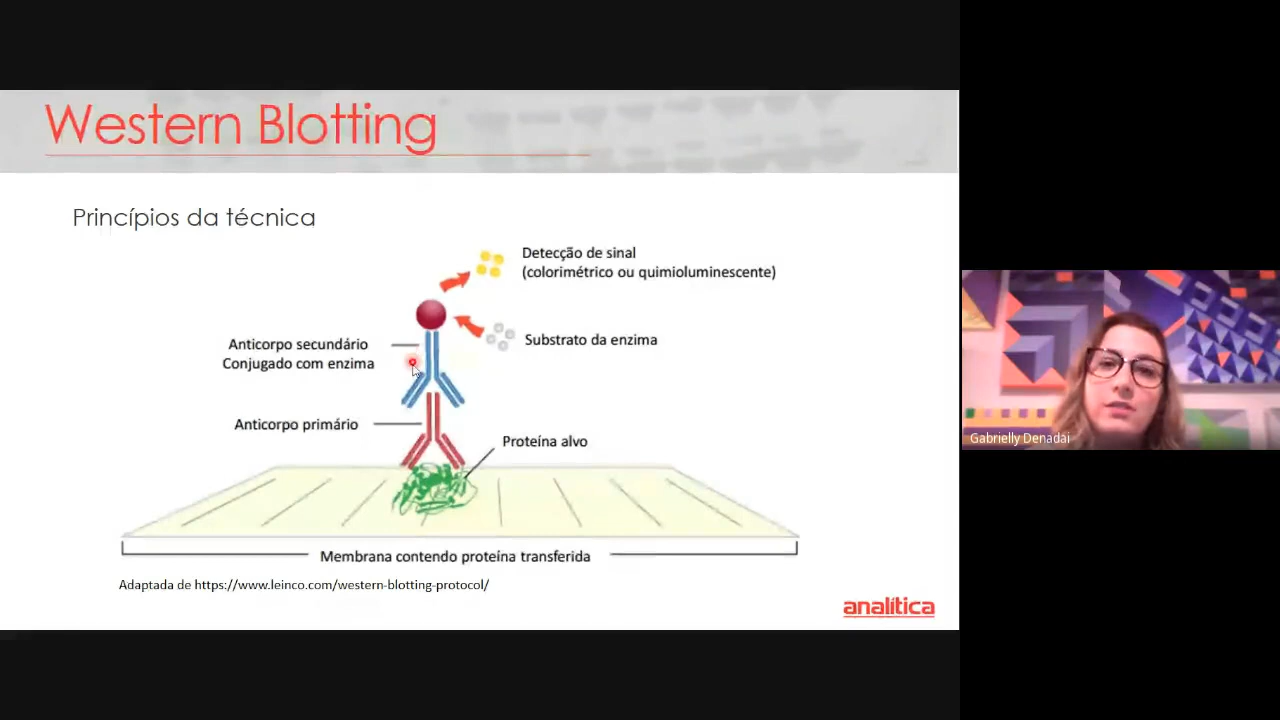 Western Blotting
Princípios da técnica
Detecção de sinal
(colorimétrico ou quimioluminescente)
Anticorpo secundário
Conjugado com enzima
Substrato da enzima
Anticorpo primário
Proteína alvo
Membrana contendo proteína transferida
Adaptada de https://www.leinco.com/western-blotting-protocol/
analítica
Gabrielly Denadai